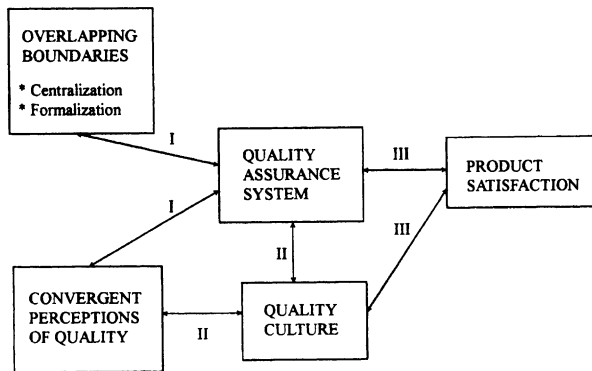 OVERLAPPING
BOUNDARIES
* Centralization
* Formalization
I
QUALITY
ASSURANCE
SYSTEM
III
PRODUCT
SATISFACTION
I
II
III
CONVERGENT
PERCEPTIONS
OF QUALITY
II
QUALITY
CULTURE